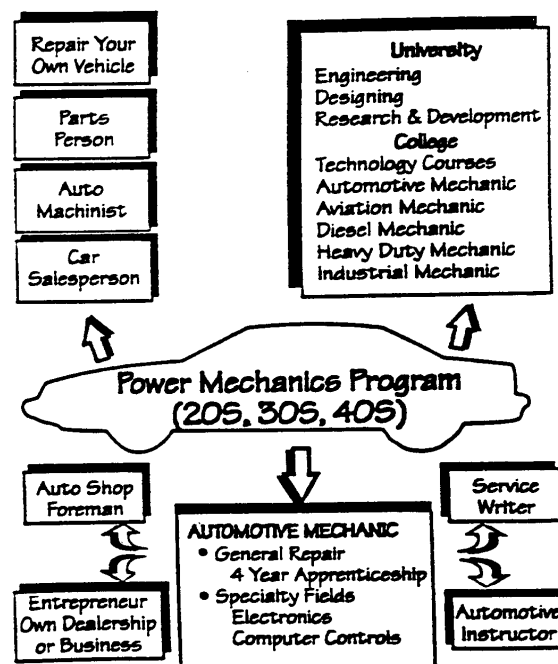 Repair Your
Own Vehicle
Parts
Person
Auto
Machinist
Car
Salesperson
University
Engineering
Designing
Research & Development
College
Technology Courses
Automotive Mechanic
Aviation Mechanic
Diesel Mechanic
Heavy Duty Mechanic
Industrial Mechanic
Power Mechanics Program
(20S, 30S, 40S)
Auto Shop
Foreman
Entrepreneur
Own Dealership
or Business
AUTOMOTIVE MECHANIC
• General Repair
4 Year Apprenticeship
• Specialty Fields
Electronics
Computer Controls
Service
Writer
Automotive
Instructor